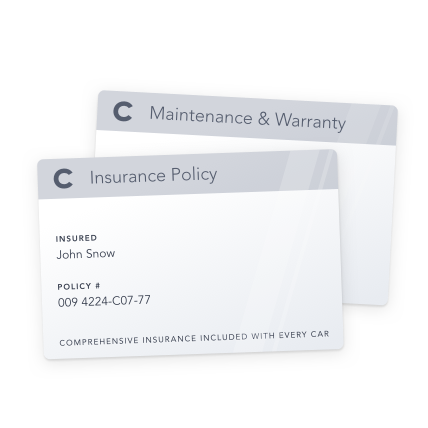 C Maintenance & Warranty
C Insurance Policy
INSURED
John Snow
POLICY #
009 4224-C07-77
COMPREHENSIVE INSURANCE INCLUDED WITH EVERY CAR